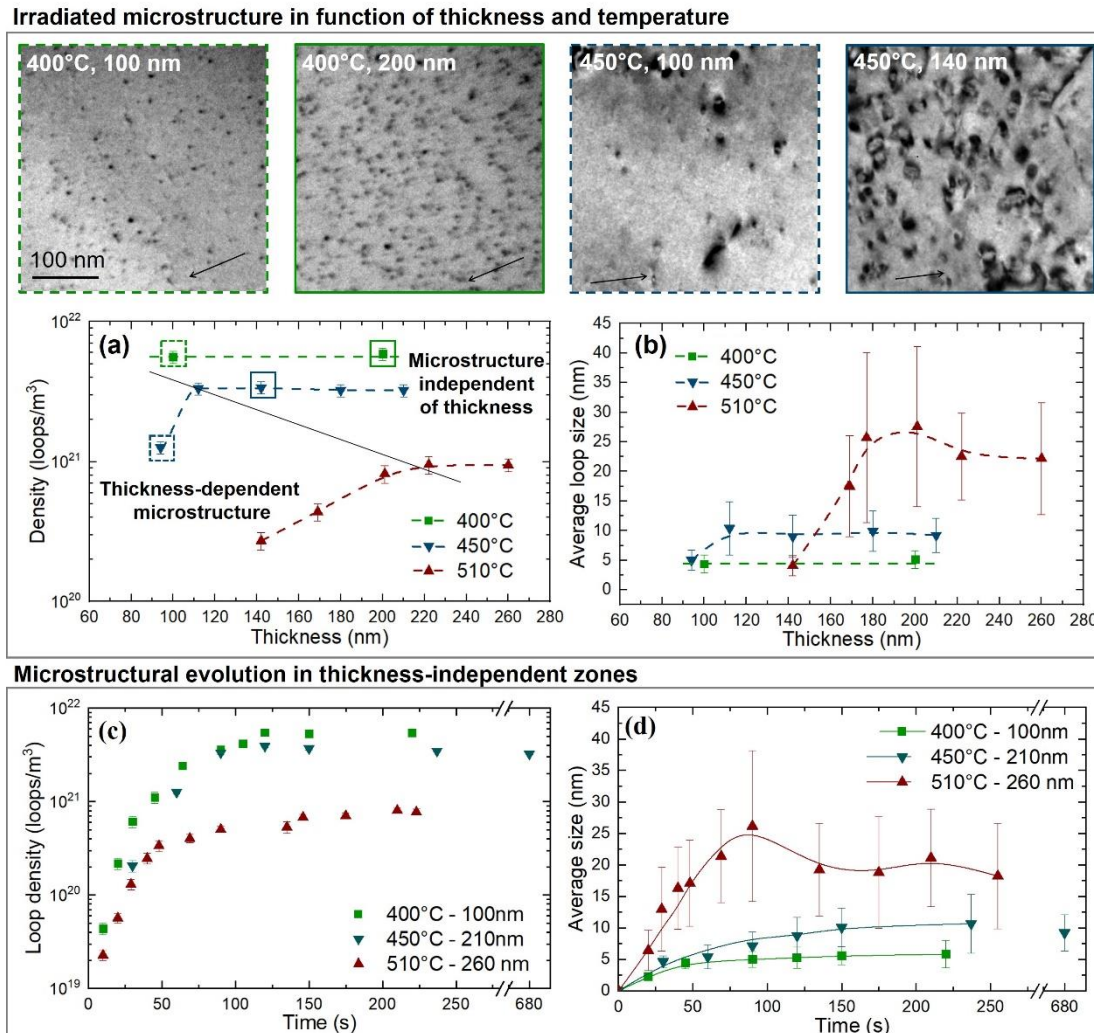 Irradiated microstructure in function of thickness and temperature
400°C, 100 nm
400°C, 200 nm
450°C, 100 nm
450°C, 140 nm
100 nm
(a)
Density (loops/m³)
10²²
10²¹
10²⁰
Microstructure
independent
of thickness
Thickness-dependent
microstructure
400°C
450°C
510°C
60 80 100 120 140 160 180 200 220 240 260 280
Thickness (nm)
(b)
Average loop size (nm)
45
40
35
30
25
20
15
10
5
0
400°C
450°C
510°C
60 80 100 120 140 160 180 200 220 240 260 280
Thickness (nm)
Microstructural evolution in thickness-independent zones
(c)
Loop density (loops/m³)
10²²
10²¹
10²⁰
10¹⁹
400°C - 100nm
450°C - 210nm
510°C - 260 nm
0 50 100 150 200 250 680
Time (s)
(d)
Average size (nm)
45
40
35
30
25
20
15
10
5
0
400°C - 100nm
450°C - 210nm
510°C - 260 nm
0 50 100 150 200 250 680
Time (s)